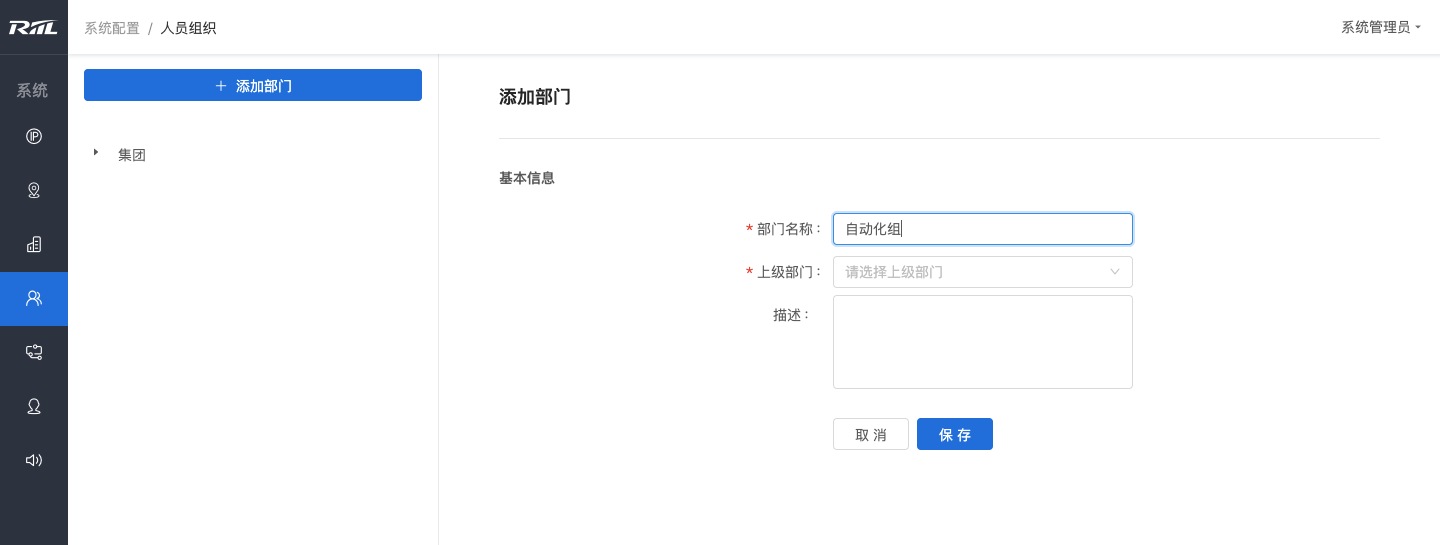 RIIL
系统配置 / 人员组织
系统管理员
系统
+ 添加部门
集团
添加部门
基本信息
* 部门名称：
自动化组
* 上级部门：
请选择上级部门
描述：
取 消
保 存